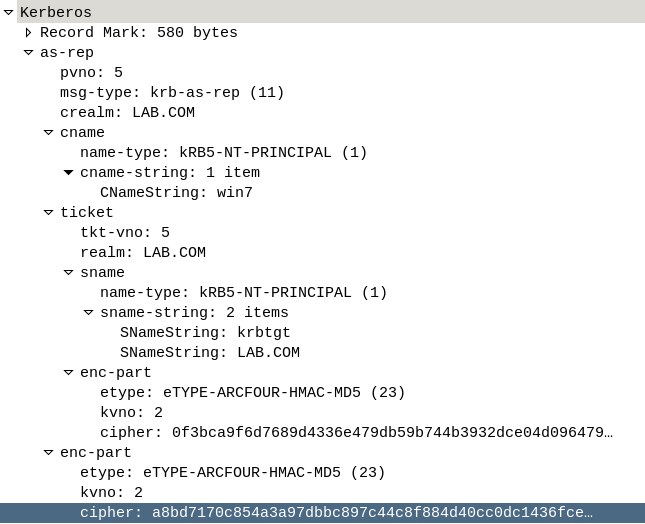 Kerberos
Record Mark: 580 bytes
as-rep
pvno: 5
msg-type: krb-as-rep (11)
crealm: LAB.COM
cname
name-type: kRB5-NT-PRINCIPAL (1)
cname-string: 1 item
CNameString: win7
ticket
tkt-vno: 5
realm: LAB.COM
sname
name-type: kRB5-NT-PRINCIPAL (1)
sname-string: 2 items
SNameString: krbtgt
SNameString: LAB.COM
enc-part
etype: eTYPE-ARCFOUR-HMAC-MD5 (23)
kvno: 2
cipher: 0f3bca9f6d7689d4336e479db59b744b3932dce04d096479…
enc-part
etype: eTYPE-ARCFOUR-HMAC-MD5 (23)
kvno: 2
cipher: a8bd7170c854a3a97dbbc897c44c8f884d40cc0dc1436fce…